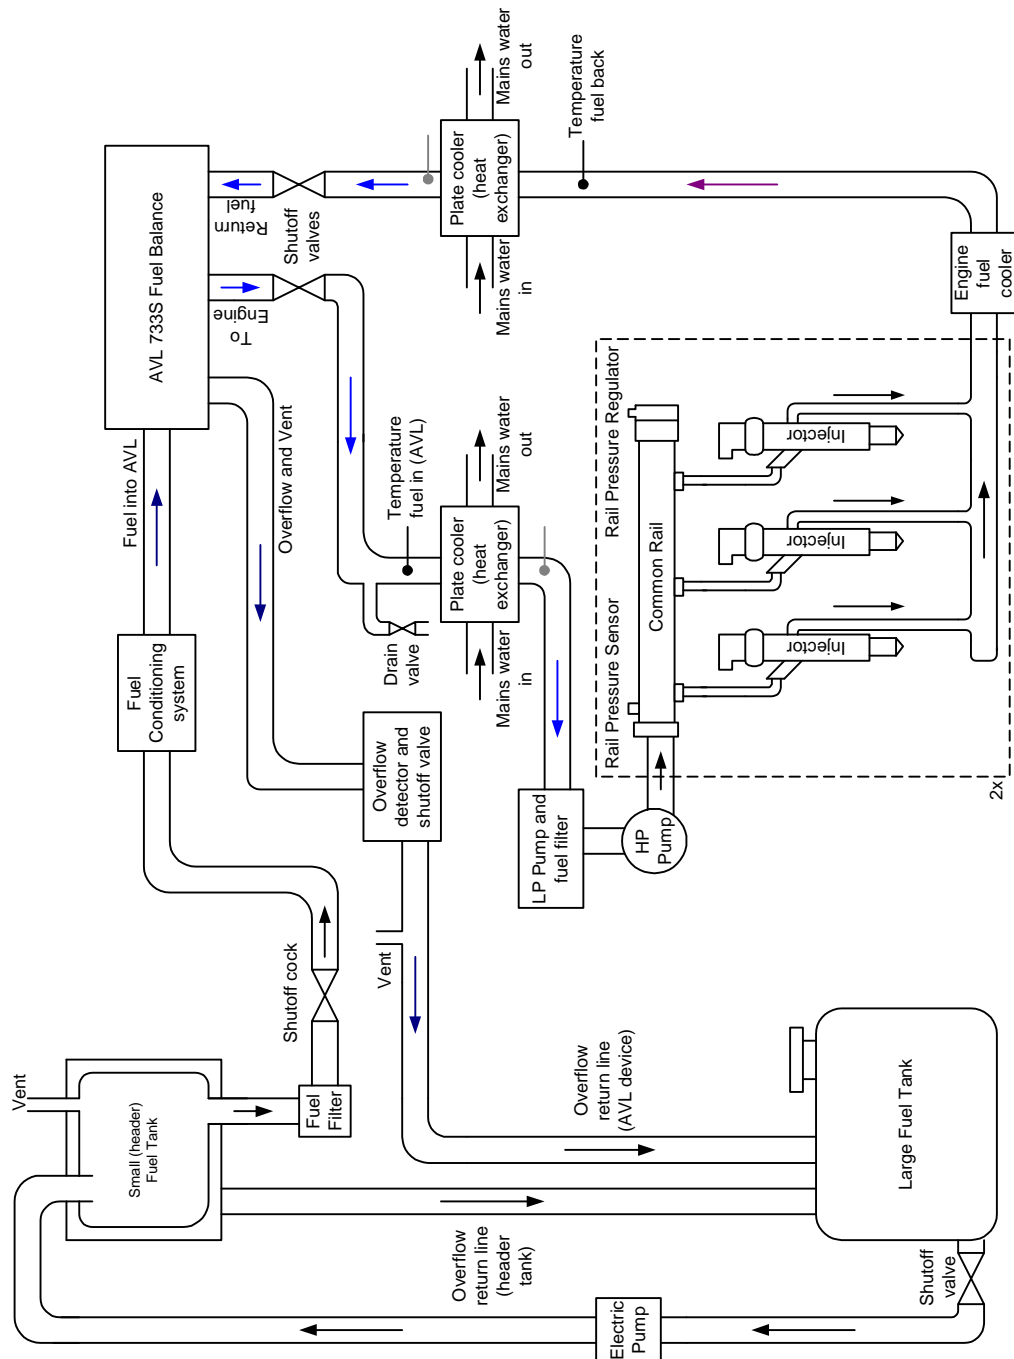 Vent
Small (header)
Fuel Tank
Fuel
Filter
Shutoff cock
Fuel
Conditioning
system
Fuel into AVL
AVL 733S Fuel Balance
Return
fuel
Shutoff
valves
To
Engine
Overflow and Vent
Overflow
detector and
shutoff valve
Vent
Overflow
return line
(AVL device)
Overflow
return line
(header
tank)
Large Fuel Tank
Shutoff
valve
Electric
Pump
Drain
valve
Temperature
fuel in (AVL)
Plate cooler
(heat
exchanger)
Mains water
in
Mains water
out
LP Pump and
fuel filter
HP
Pump
Rail Pressure Sensor
Rail Pressure Regulator
Common Rail
Injector
Injector
Injector
2x
Engine
fuel
cooler
Temperature
fuel back
Plate cooler
(heat
exchanger)
Mains water
in
Mains water
out